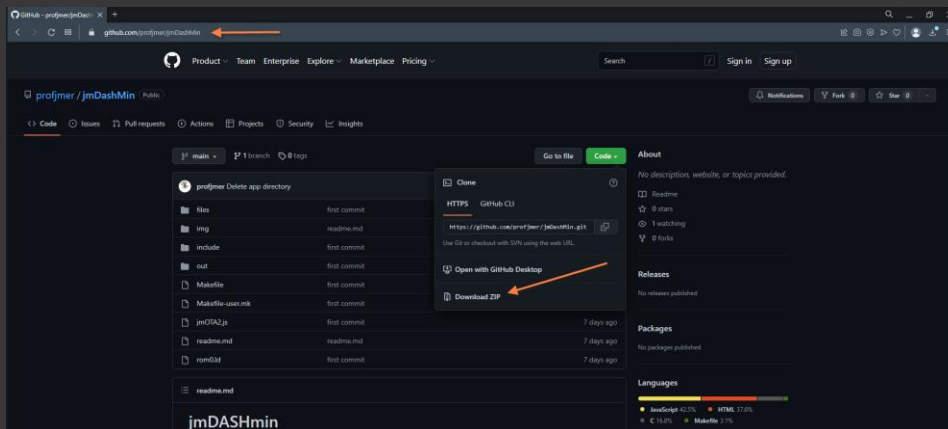 GitHub - profjmer/jmDash
github.com/profjmer/jmDashMin
Product Team Enterprise Explore Marketplace Pricing
Search
/
Sign in Sign up
profjmer / jmDashMin Public
Notifications
Fork 0
Star 0
Code Issues Pull requests Actions Projects Security Insights
main
1 branch 0 tags
Go to file
Code
profjmer Delete app directory
files first commit
img readme.md
include first commit
out first commit
Makefile first commit
Makefile-user.mk first commit
jmOTA2.js first commit 7 days ago
readme.md readme.md 7 days ago
rom0.ld first commit 7 days ago
Clone
HTTPS GitHub CLI
https://github.com/profjmer/jmDashMin.git
Use Git or checkout with SVN using the web URL.
Open with GitHub Desktop
Download ZIP
About
No description, website, or topics provided.
Readme
0 stars
1 watching
0 forks
Releases
No releases published
Packages
No packages published
Languages
JavaScript 42.5% HTML 37.6%
C 16.8% Makefile 3.1%
readme.md
jmDASHmin